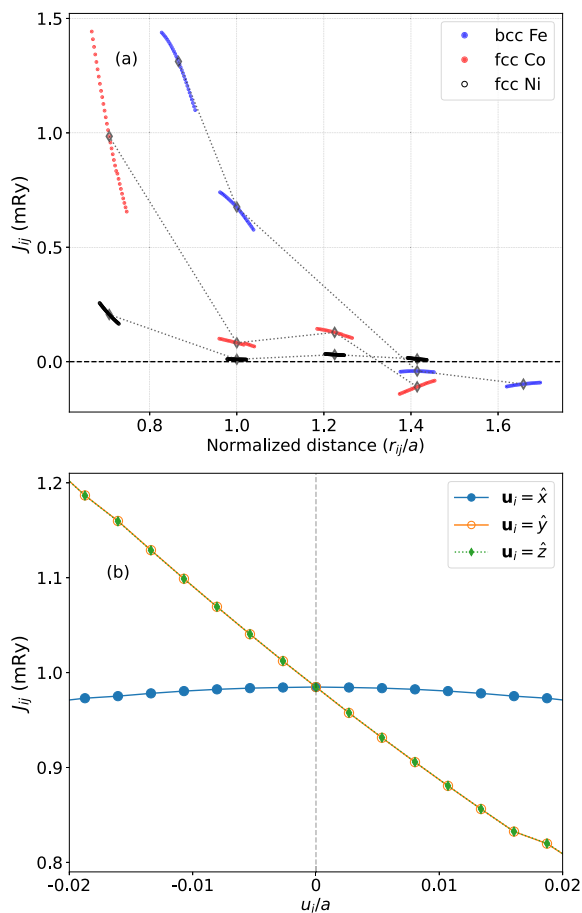 (a)
bcc Fe
fcc Co
fcc Ni
1.5
1.0
0.5
0.0
J_ij (mRy)
0.8 1.0 1.2 1.4 1.6
Normalized distance (r_ij/a)
(b)
u_i = x̂
u_i = ŷ
u_i = ẑ
1.2
1.1
1.0
0.9
0.8
J_ij (mRy)
-0.02 -0.01 0 0.01 0.02
u_i/a